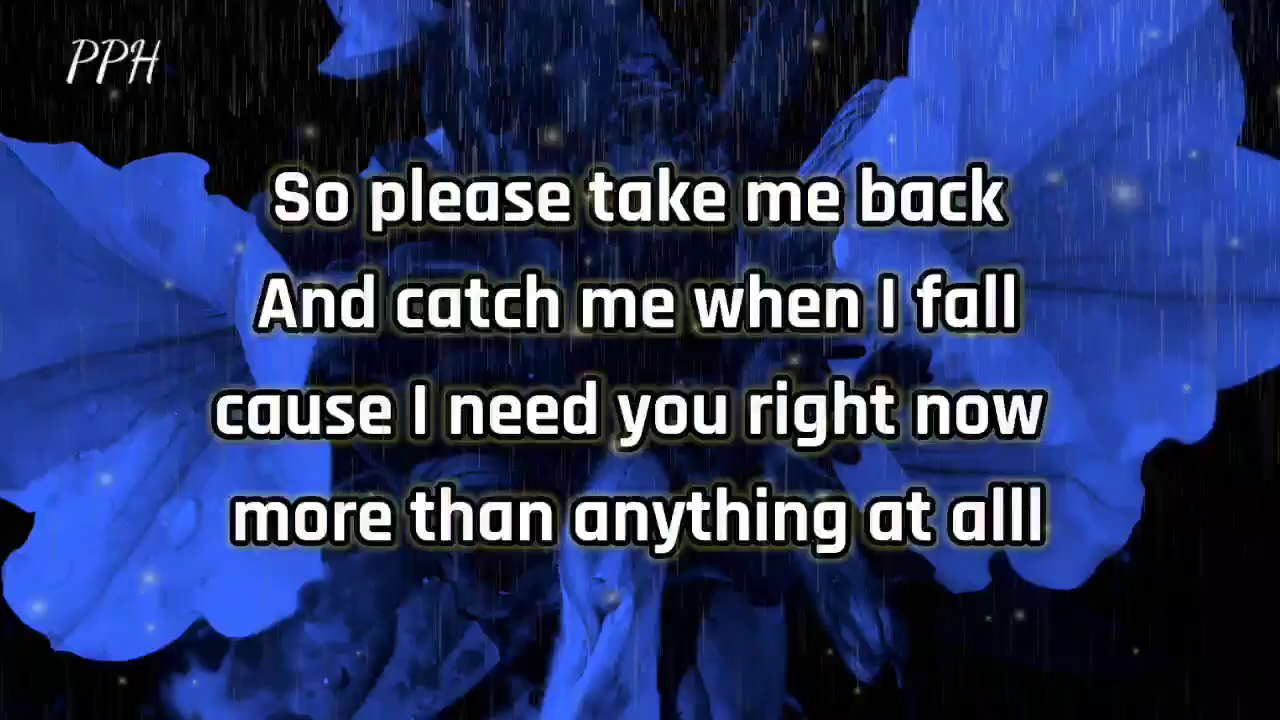 PPH
So please take me back
And catch me when I fall
cause I need you right now
more than anything at alll